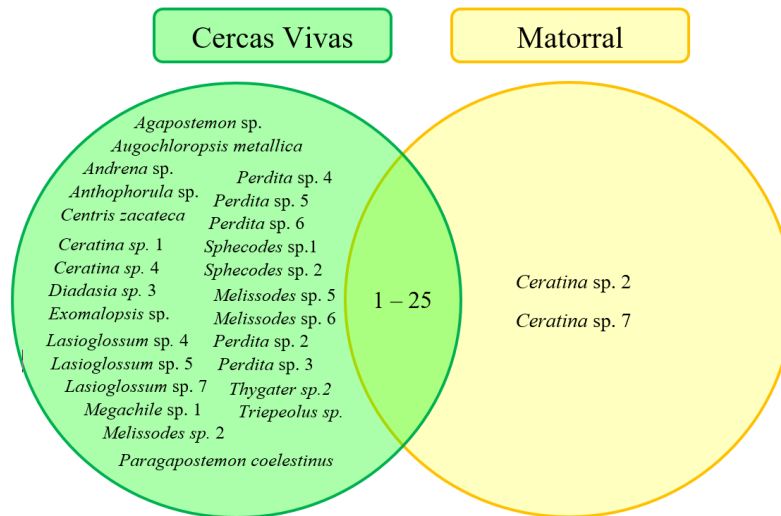 Cercas Vivas
Matorral
Agapostemon sp.
Augochloropsis metallica
Andrena sp.
Anthophorula sp.
Centris zacateca
Ceratina sp. 1
Ceratina sp. 4
Diadasia sp. 3
Exomalopsis sp.
Lasioglossum sp. 4
Lasioglossum sp. 5
Lasioglossum sp. 7
Megachile sp. 1
Melissodes sp. 2
Paragapostemon coelestinus
Perdita sp. 4
Perdita sp. 5
Perdita sp. 6
Sphecodes sp.1
Sphecodes sp. 2
Melissodes sp. 5
Melissodes sp. 6
Perdita sp. 2
Perdita sp. 3
Thygater sp.2
Triepeolus sp.
1 – 25
Ceratina sp. 2
Ceratina sp. 7